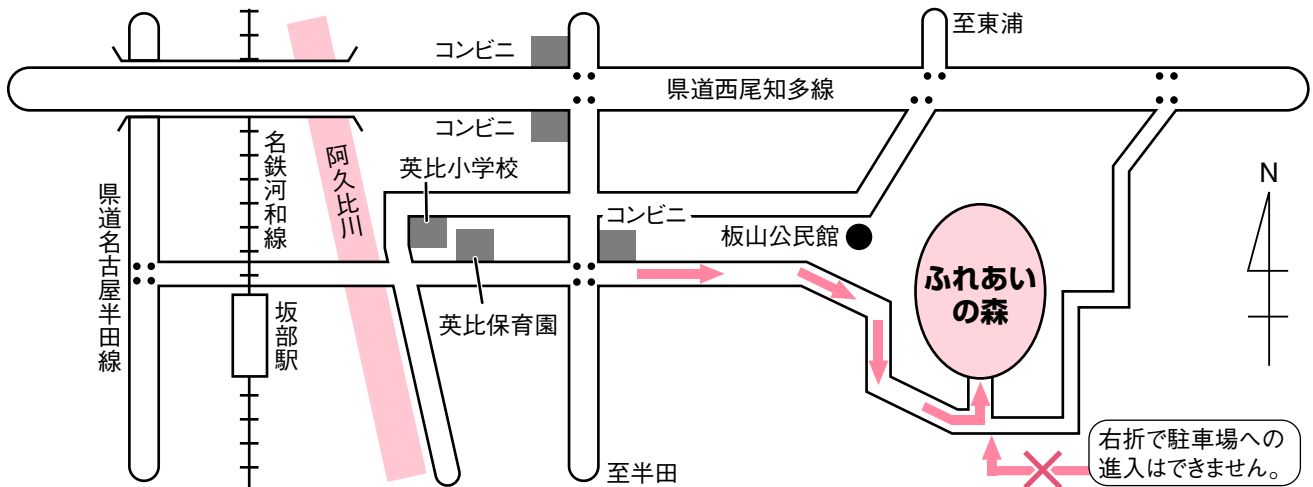 至東浦
コンビニ
県道西尾知多線
コンビニ
名鉄河和線
阿久比川
英比小学校
N
県道名古屋半田線
コンビニ
板山公民館
ふれあい
の森
坂部駅
英比保育園
右折で駐車場への
進入はできません。
至半田